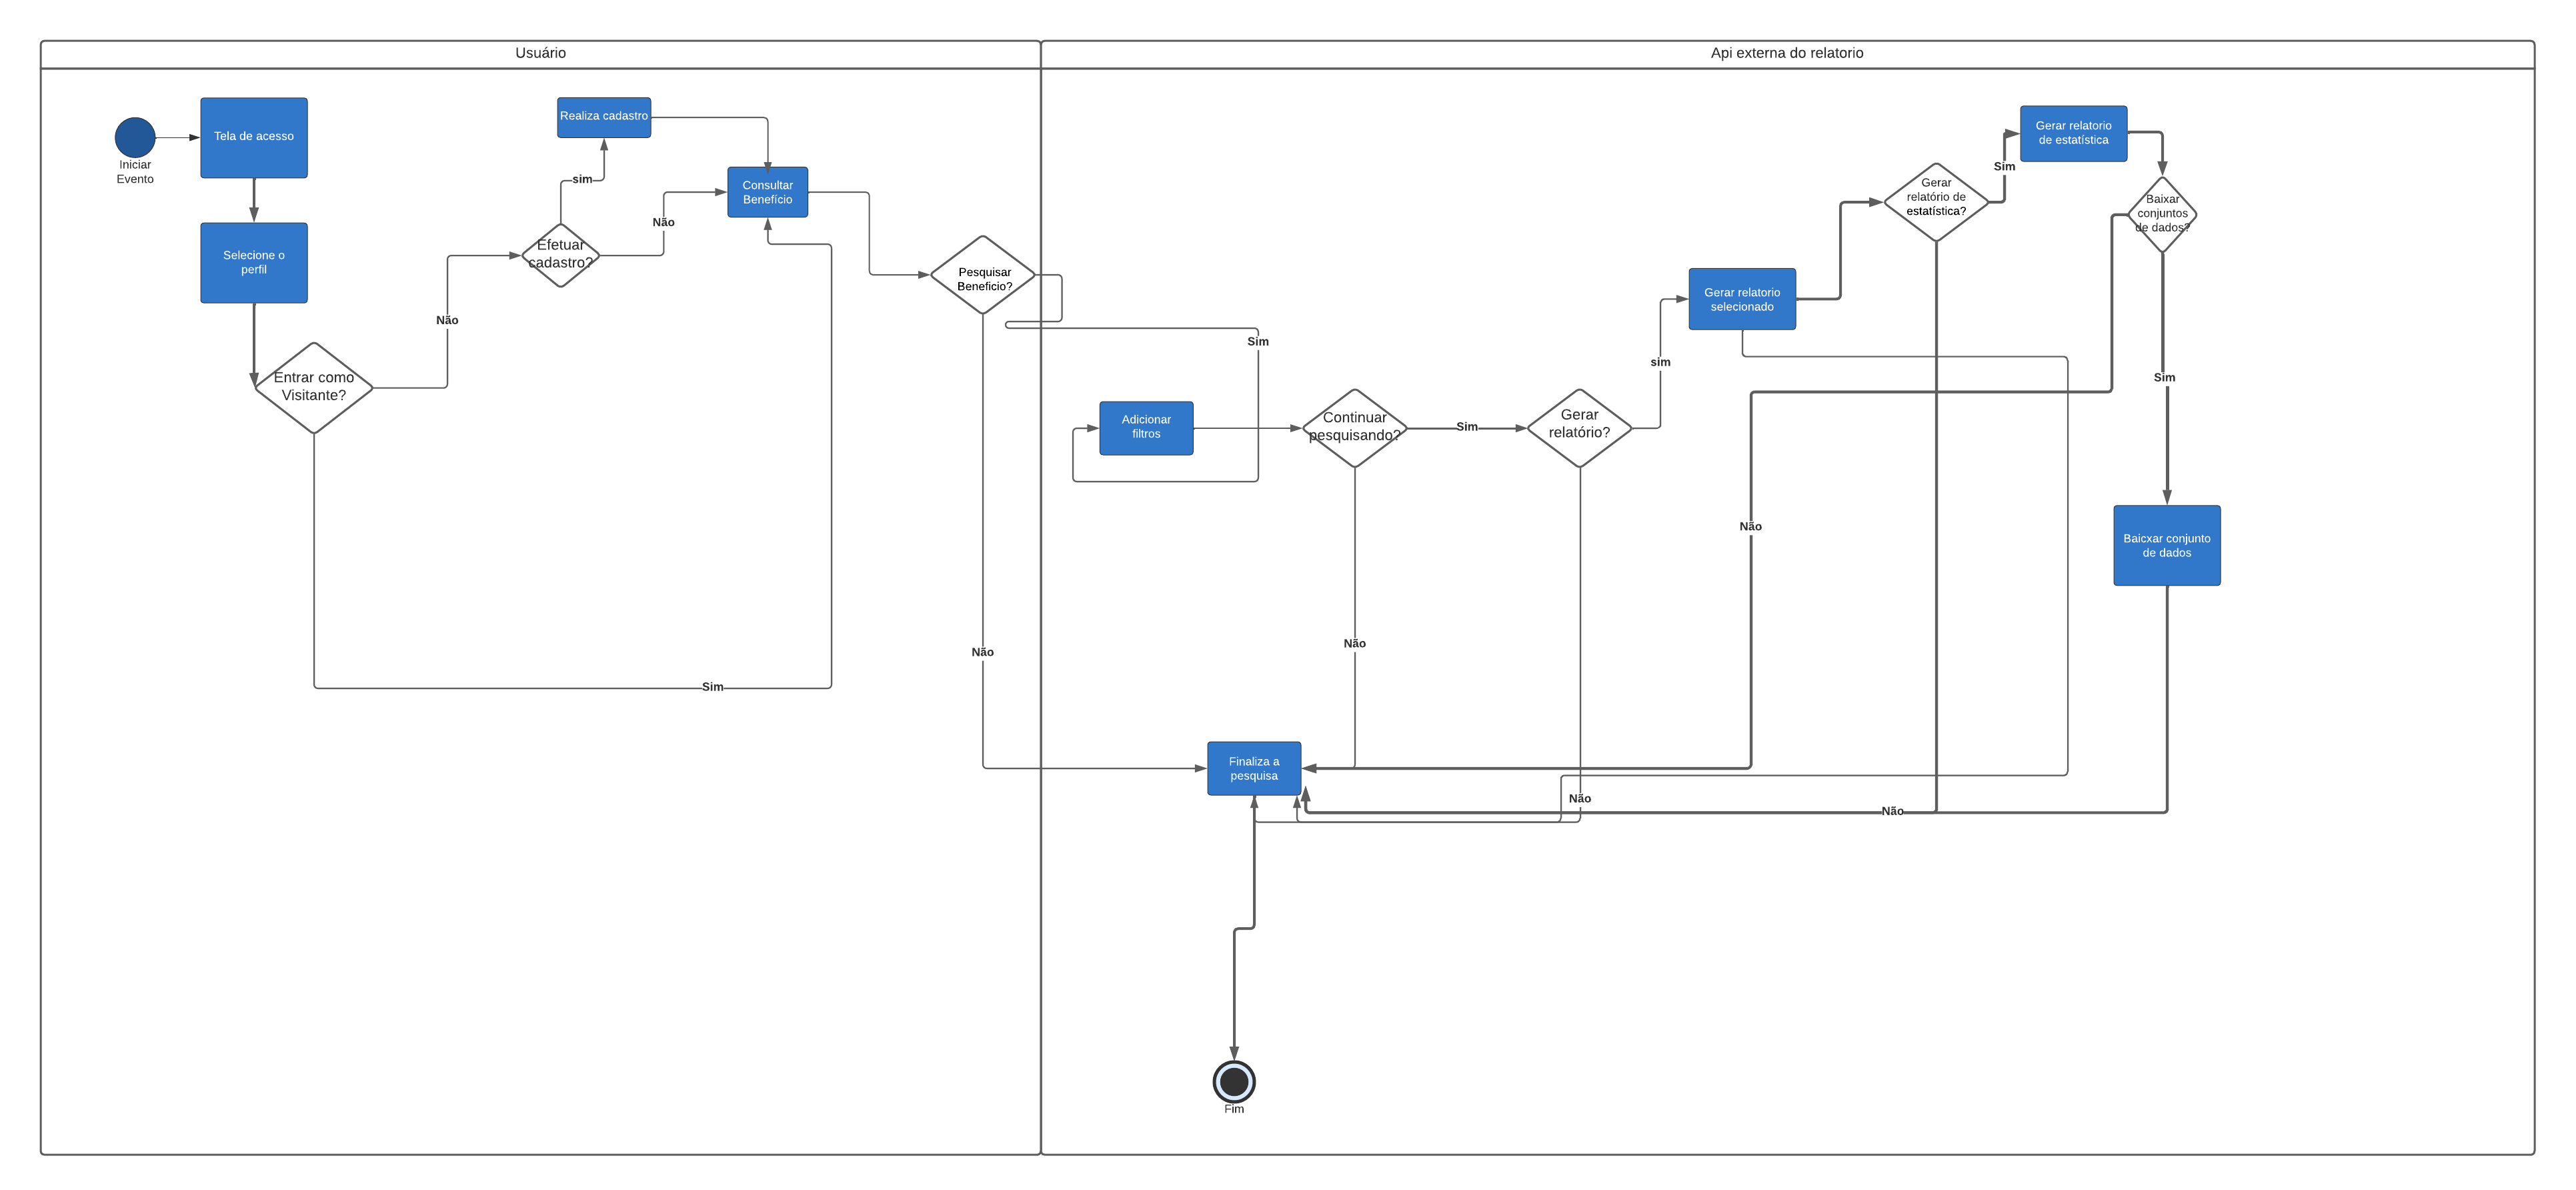 Usuário
Api externa do relatorio
Iniciar
Evento
Tela de acesso
Selecione o
perfil
Entrar como
Visitante?
Não
Sim
Efetuar
cadastro?
sim
Não
Realiza cadastro
Consultar
Benefício
Pesquisar
Beneficio?
Não
Sim
Adicionar
filtros
Continuar
pesquisando?
Sim
Não
Gerar
relatório?
sim
Não
Gerar relatorio
selecionado
Gerar
relatório de
estatística?
Sim
Não
Gerar relatorio
de estatística
Baixar
conjuntos
de dados?
Sim
Não
Baicxar conjunto
de dados
Finaliza a
pesquisa
Fim